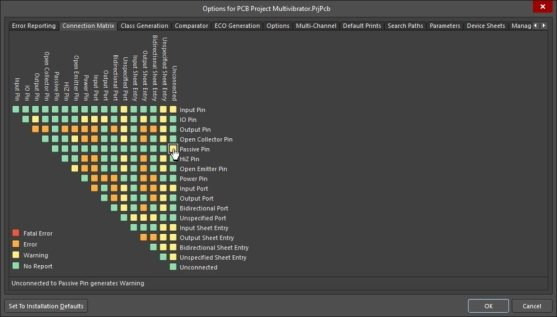 Options for PCB Project Multivibrator.PrjPcb
Error Reporting Connection Matrix Class Generation Comparator ECO Generation Options Multi-Channel Default Prints Search Paths Parameters Device Sheets Manag
Input Pin
IO Pin
Output Pin
Open Collector Pin
Passive Pin
HiZ Pin
Open Emitter Pin
Power Pin
Input Port
Output Port
Bidirectional Port
Unspecified Port
Input Sheet Entry
Output Sheet Entry
Bidirectional Sheet Entry
Unspecified Sheet Entry
Unconnected
Input Pin
IO Pin
Output Pin
Open Collector Pin
Passive Pin
HiZ Pin
Open Emitter Pin
Power Pin
Input Port
Output Port
Bidirectional Port
Unspecified Port
Input Sheet Entry
Output Sheet Entry
Bidirectional Sheet Entry
Unspecified Sheet Entry
Unconnected
Fatal Error
Error
Warning
No Report
Unconnected to Passive Pin generates Warning
Set To Installation Defaults OK Cancel